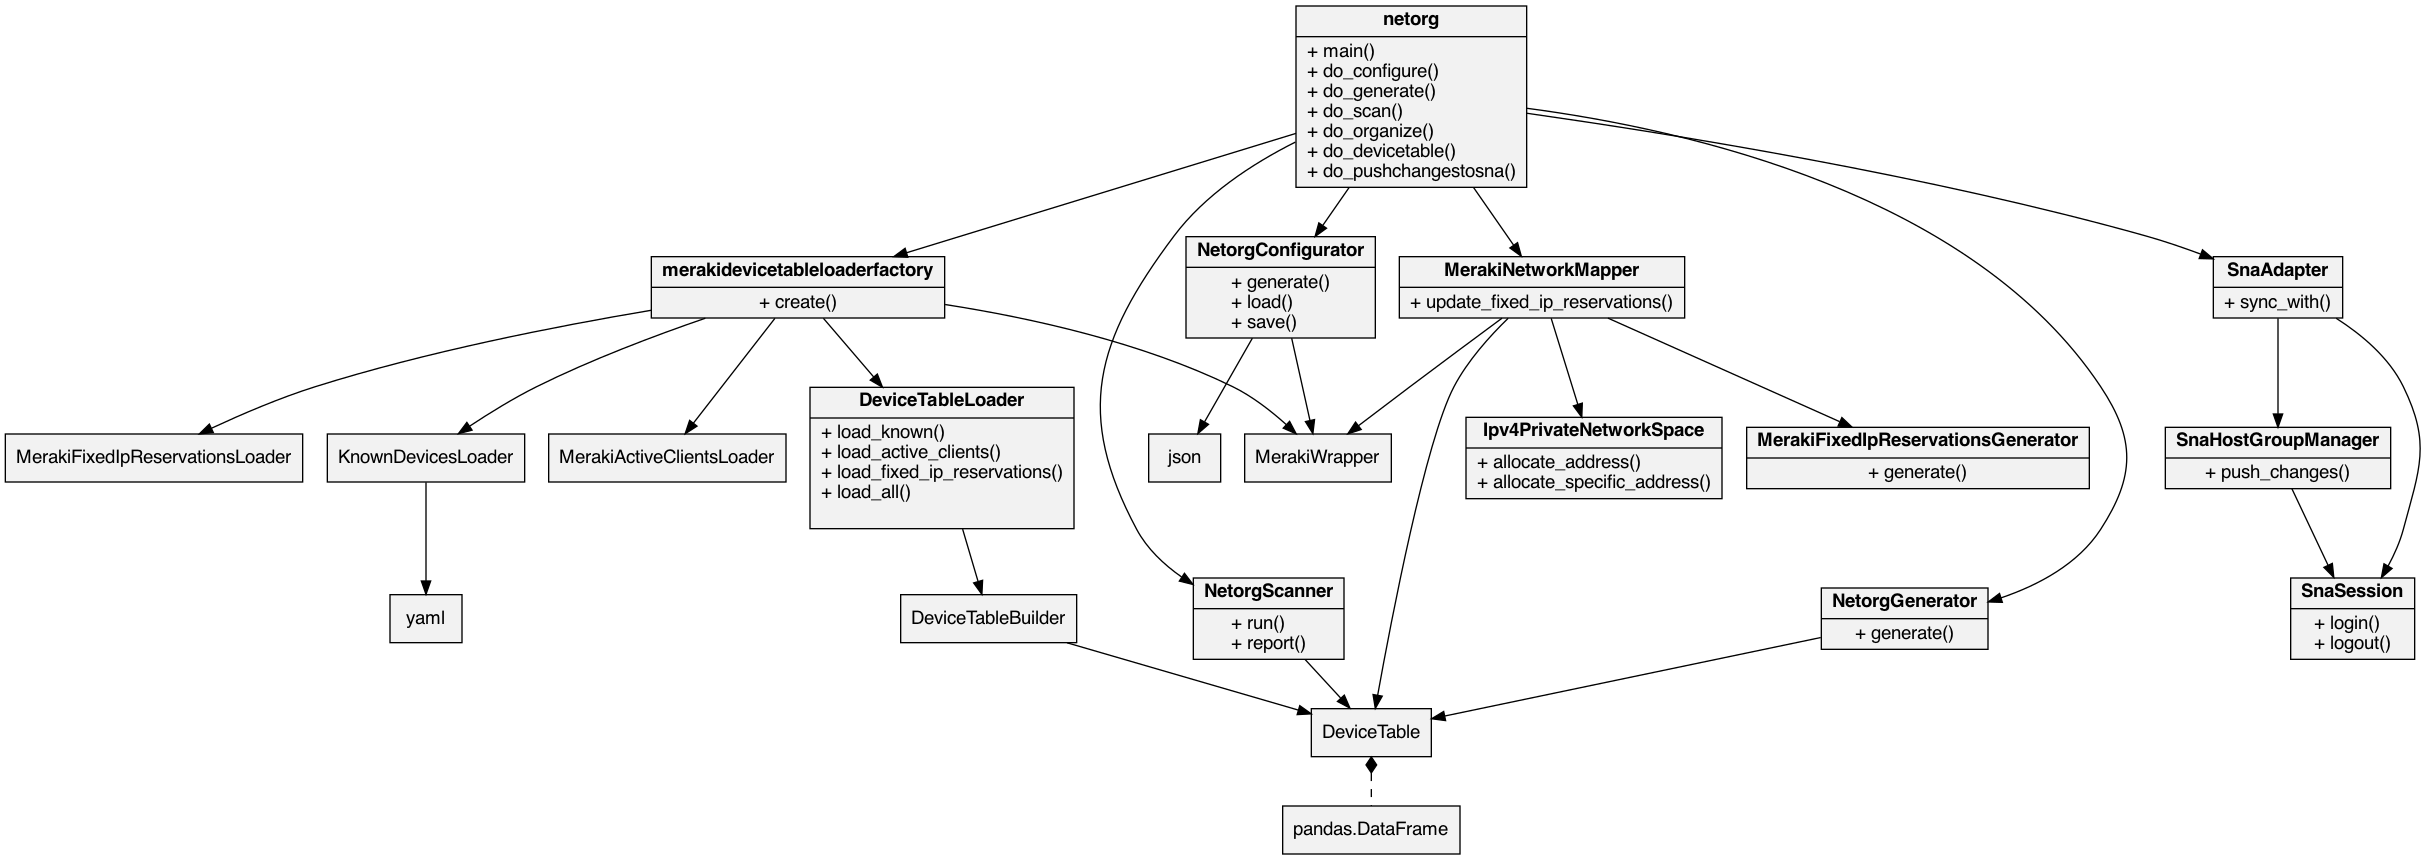 netorg
+ main()
+ do_configure()
+ do_generate()
+ do_scan()
+ do_organize()
+ do_devicetable()
+ do_pushchangestosna()
merakidevicetableloaderfactory
+ create()
NetorgConfigurator
+ generate()
+ load()
+ save()
MerakiNetworkMapper
+ update_fixed_ip_reservations()
SnaAdapter
+ sync_with()
MerakiFixedIpReservationsLoader
KnownDevicesLoader
MerakiActiveClientsLoader
DeviceTableLoader
+ load_known()
+ load_active_clients()
+ load_fixed_ip_reservations()
+ load_all()
json
MerakiWrapper
Ipv4PrivateNetworkSpace
+ allocate_address()
+ allocate_specific_address()
MerakiFixedIpReservationsGenerator
+ generate()
SnaHostGroupManager
+ push_changes()
yaml
DeviceTableBuilder
NetorgScanner
+ run()
+ report()
NetorgGenerator
+ generate()
SnaSession
+ login()
+ logout()
DeviceTable
pandas.DataFrame